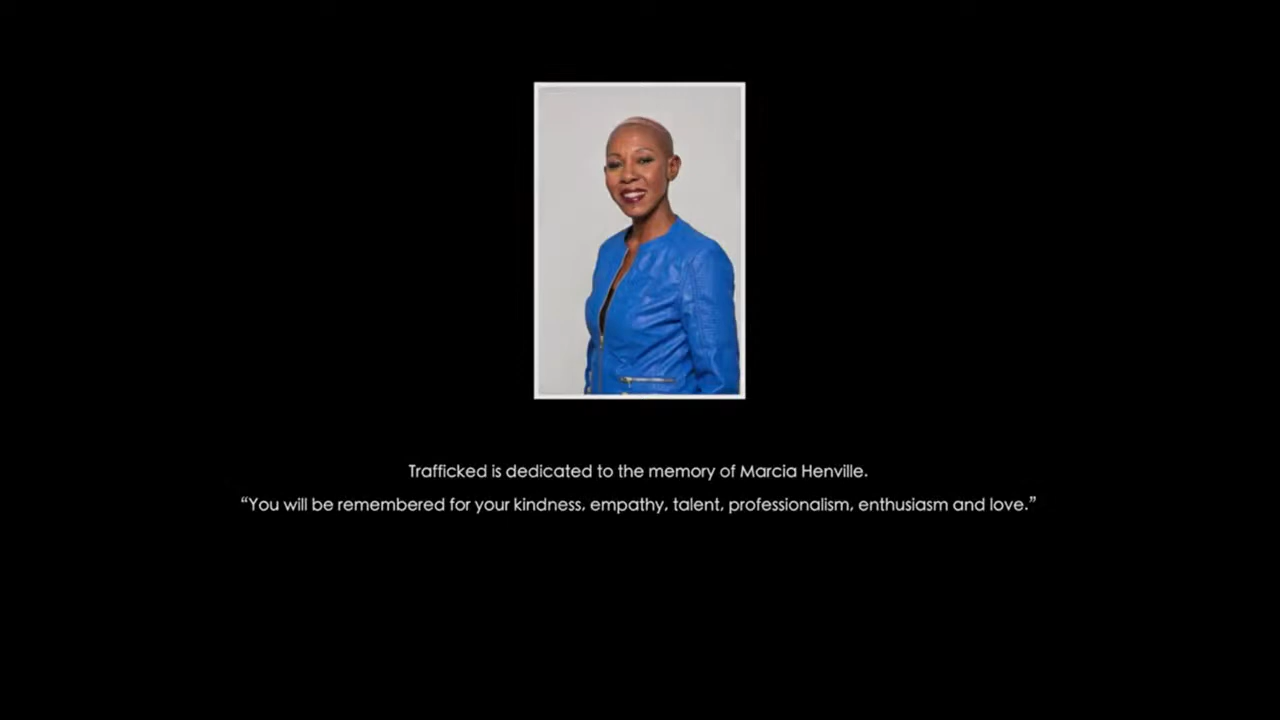 Trafficked is dedicated to the memory of Marcia Henville.
“You will be remembered for your kindness, empathy, talent, professionalism, enthusiasm and love.”